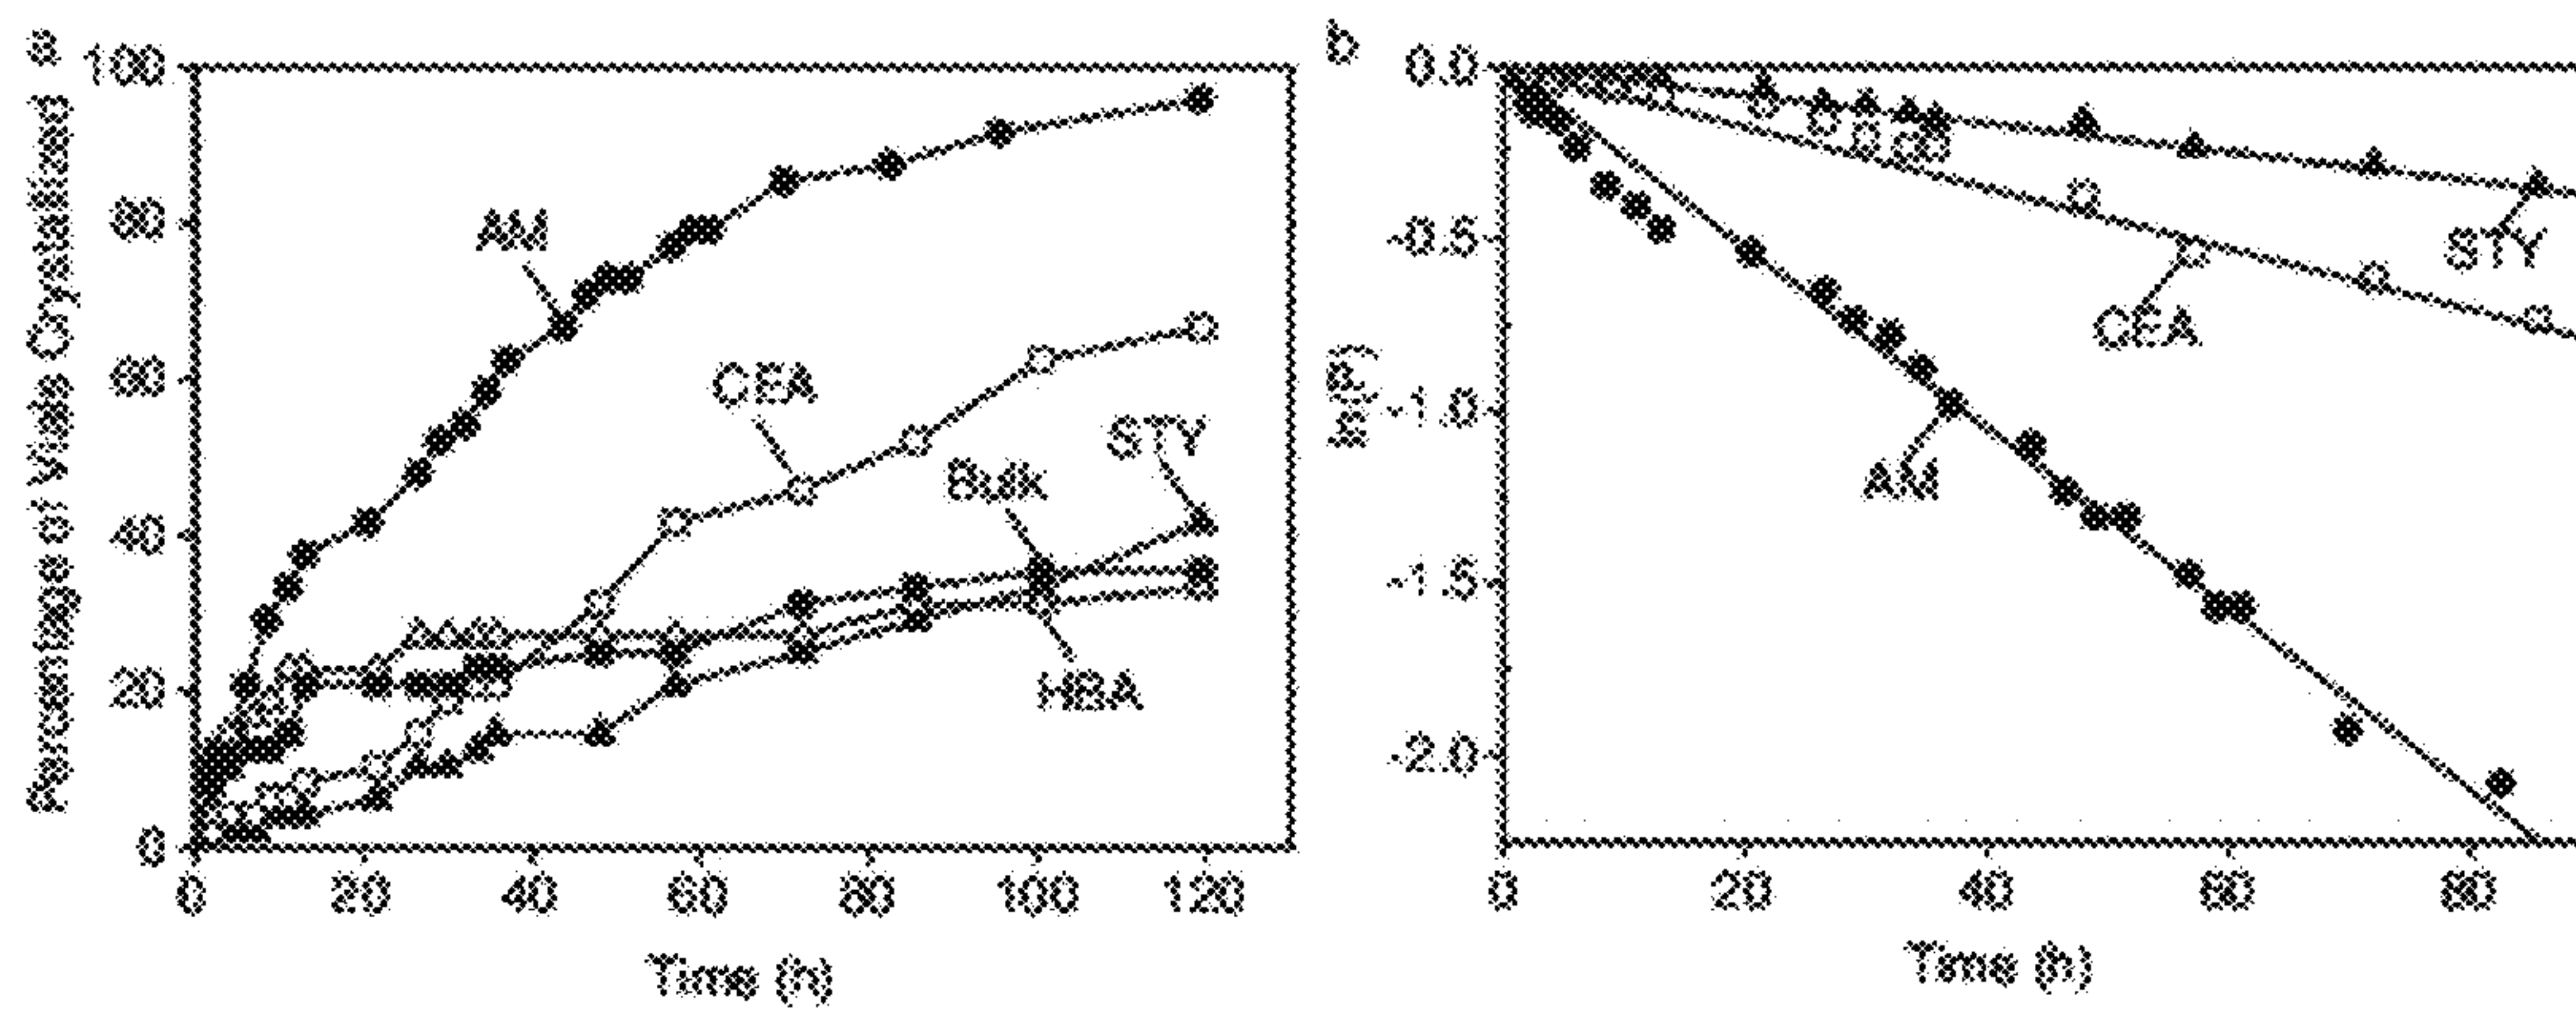 a
Percentage of Vials Crystallized
100
80
60
40
20
0
AM
CEA
STY
Bulk
HBA
0 20 40 60 80 100 120
Time (h)
b
ln(P)
0.0
-0.5
-1.0
-1.5
-2.0
STY
CEA
AM
0 20 40 60 80
Time (h)